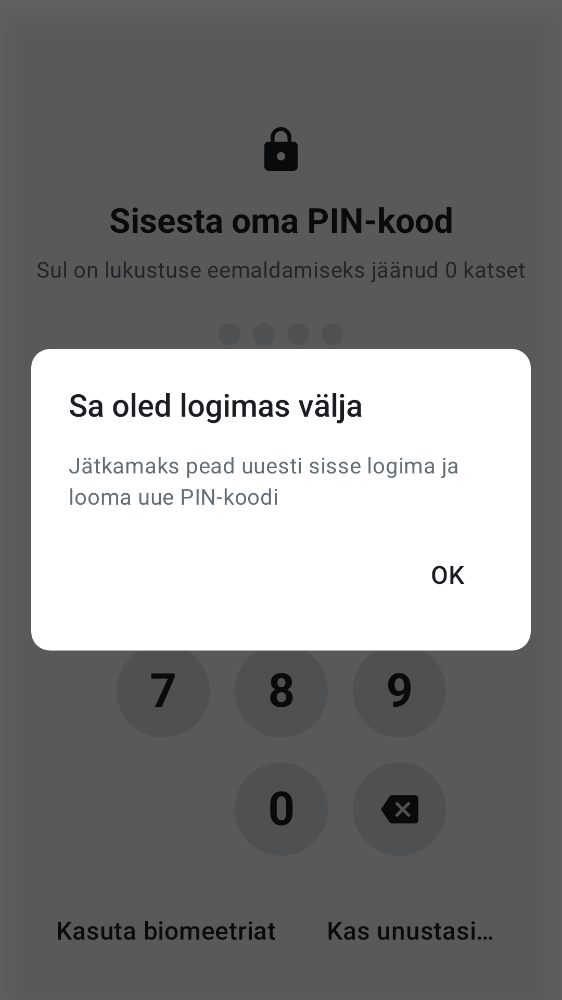 Sisesta oma PIN-kood
Sul on lukustuse eemaldamiseks jäänud 0 katset
Sa oled logimas välja
Jätkamaks pead uuesti sisse logima ja
looma uue PIN-koodi
OK
7 8 9
0
Kasuta biomeetriat Kas unustasi…